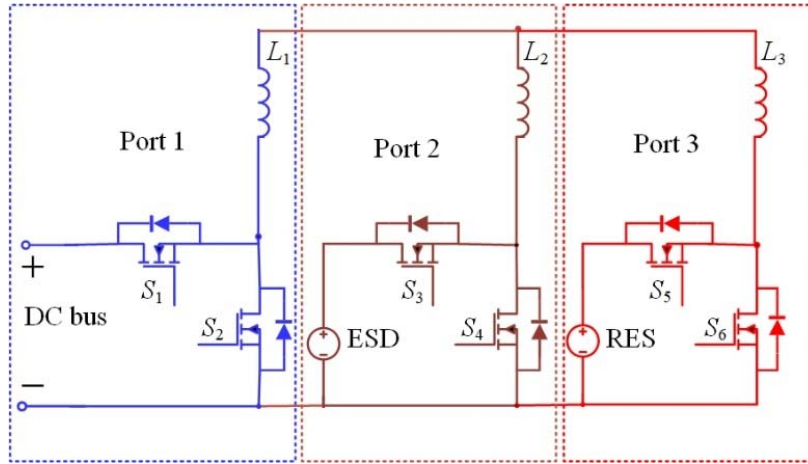 L1
L2
L3
Port 1
Port 2
Port 3
+
DC bus
−
S1
S2
S3
S4
S5
S6
+
−
ESD
+
−
RES